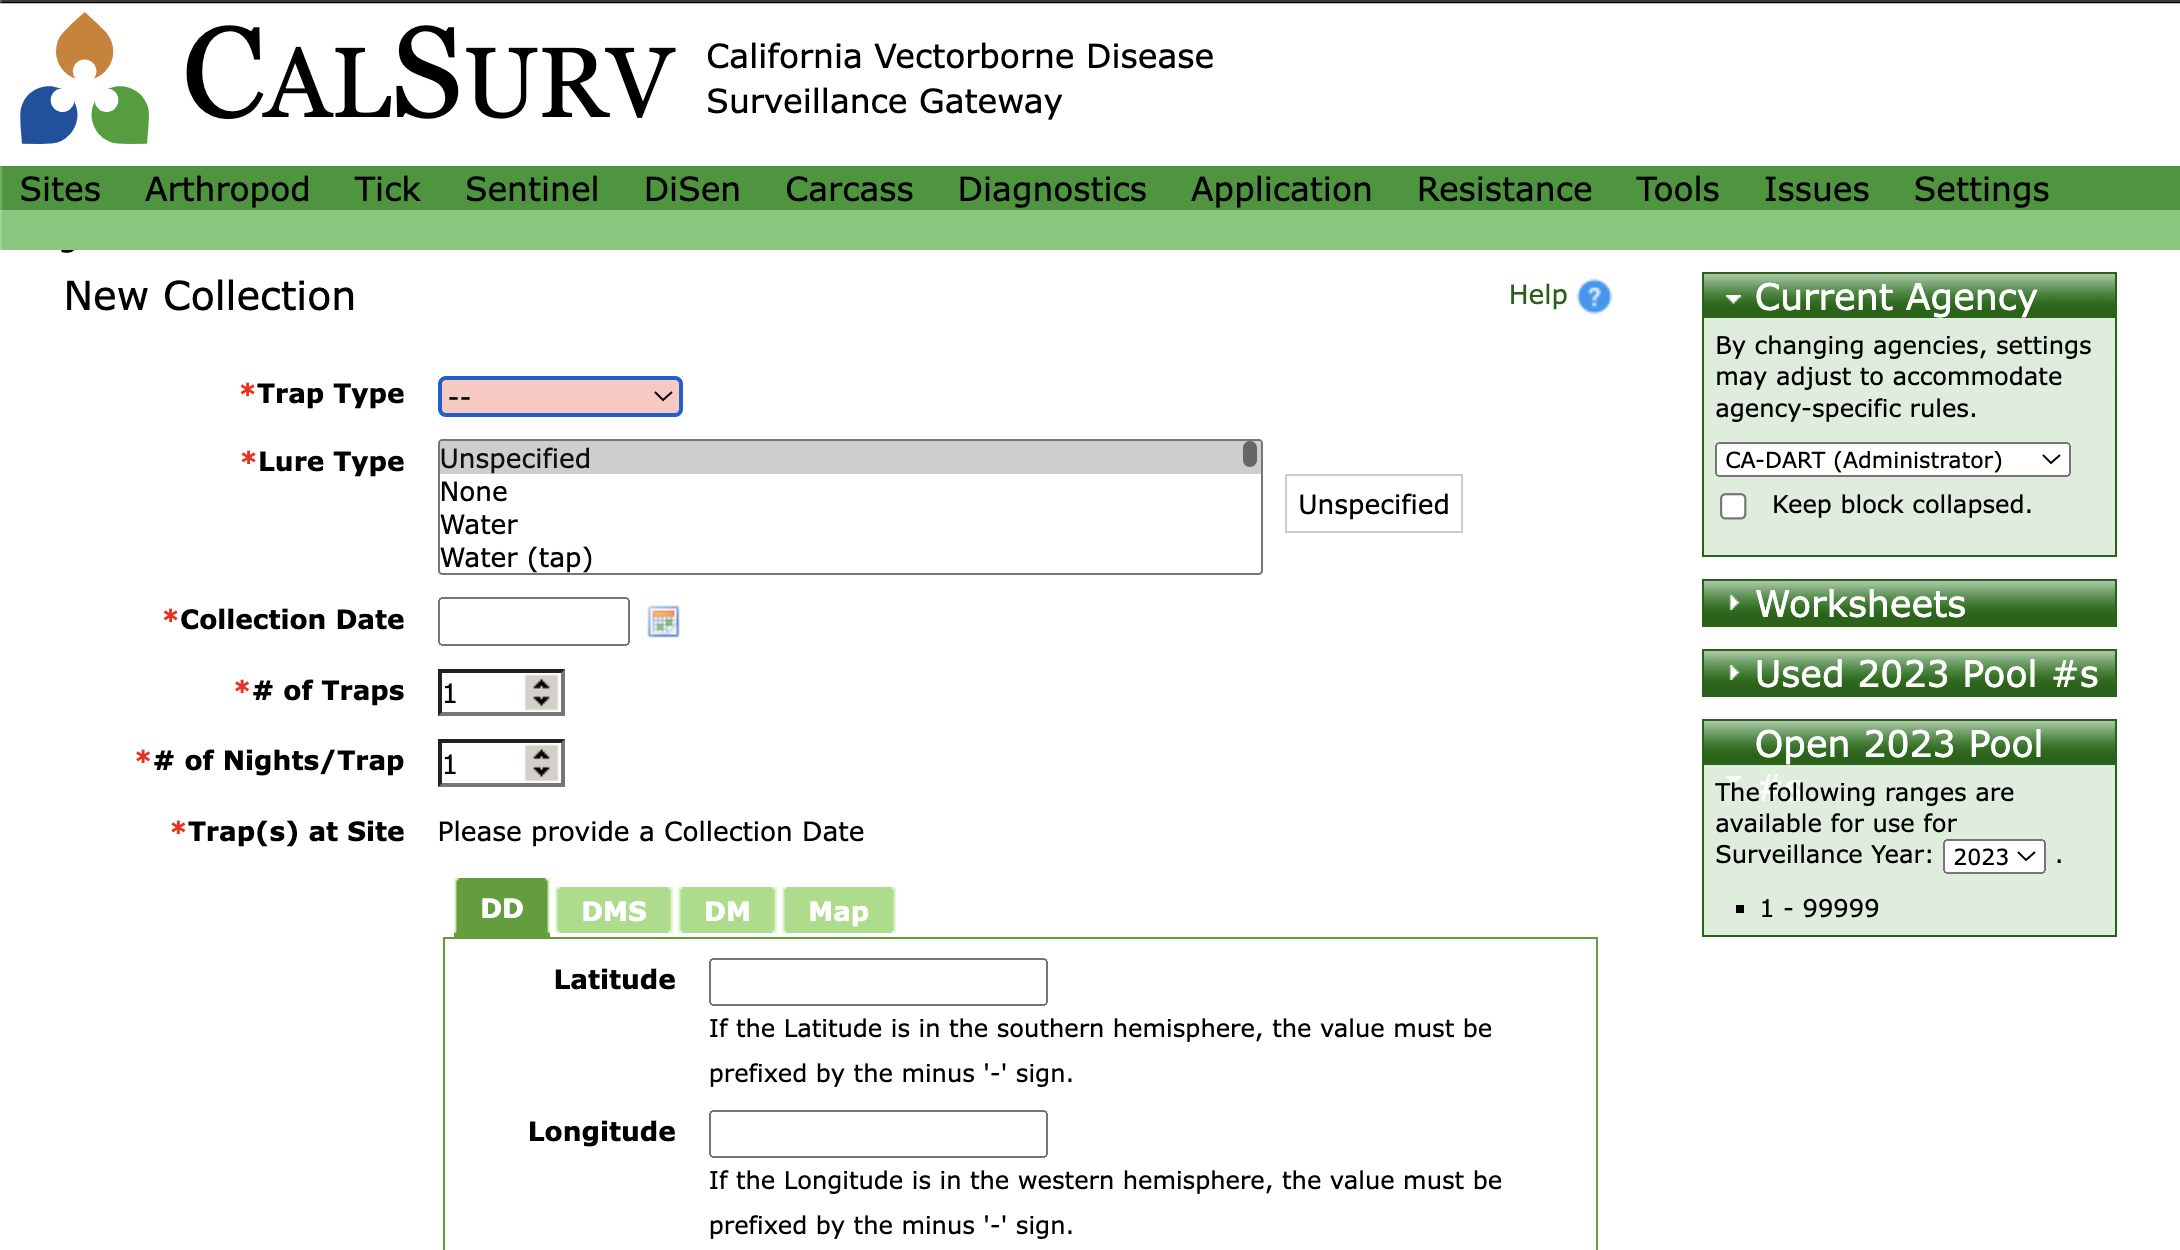 CALSURV
California Vectorborne Disease
Surveillance Gateway
Sites Arthropod Tick Sentinel DiSen Carcass Diagnostics Application Resistance Tools Issues Settings
New Collection
Help ?
*Trap Type
--
*Lure Type
Unspecified
None
Water
Water (tap)
Unspecified
*Collection Date
*# of Traps
1
*# of Nights/Trap
1
*Trap(s) at Site
Please provide a Collection Date
DD DMS DM Map
Latitude
If the Latitude is in the southern hemisphere, the value must be
prefixed by the minus '-' sign.
Longitude
If the Longitude is in the western hemisphere, the value must be
prefixed by the minus '-' sign.
Current Agency
By changing agencies, settings
may adjust to accommodate
agency-specific rules.
CA-DART (Administrator)
Keep block collapsed.
Worksheets
Used 2023 Pool #s
Open 2023 Pool
#s
The following ranges are
available for use for
Surveillance Year: 2023 .
1 - 99999